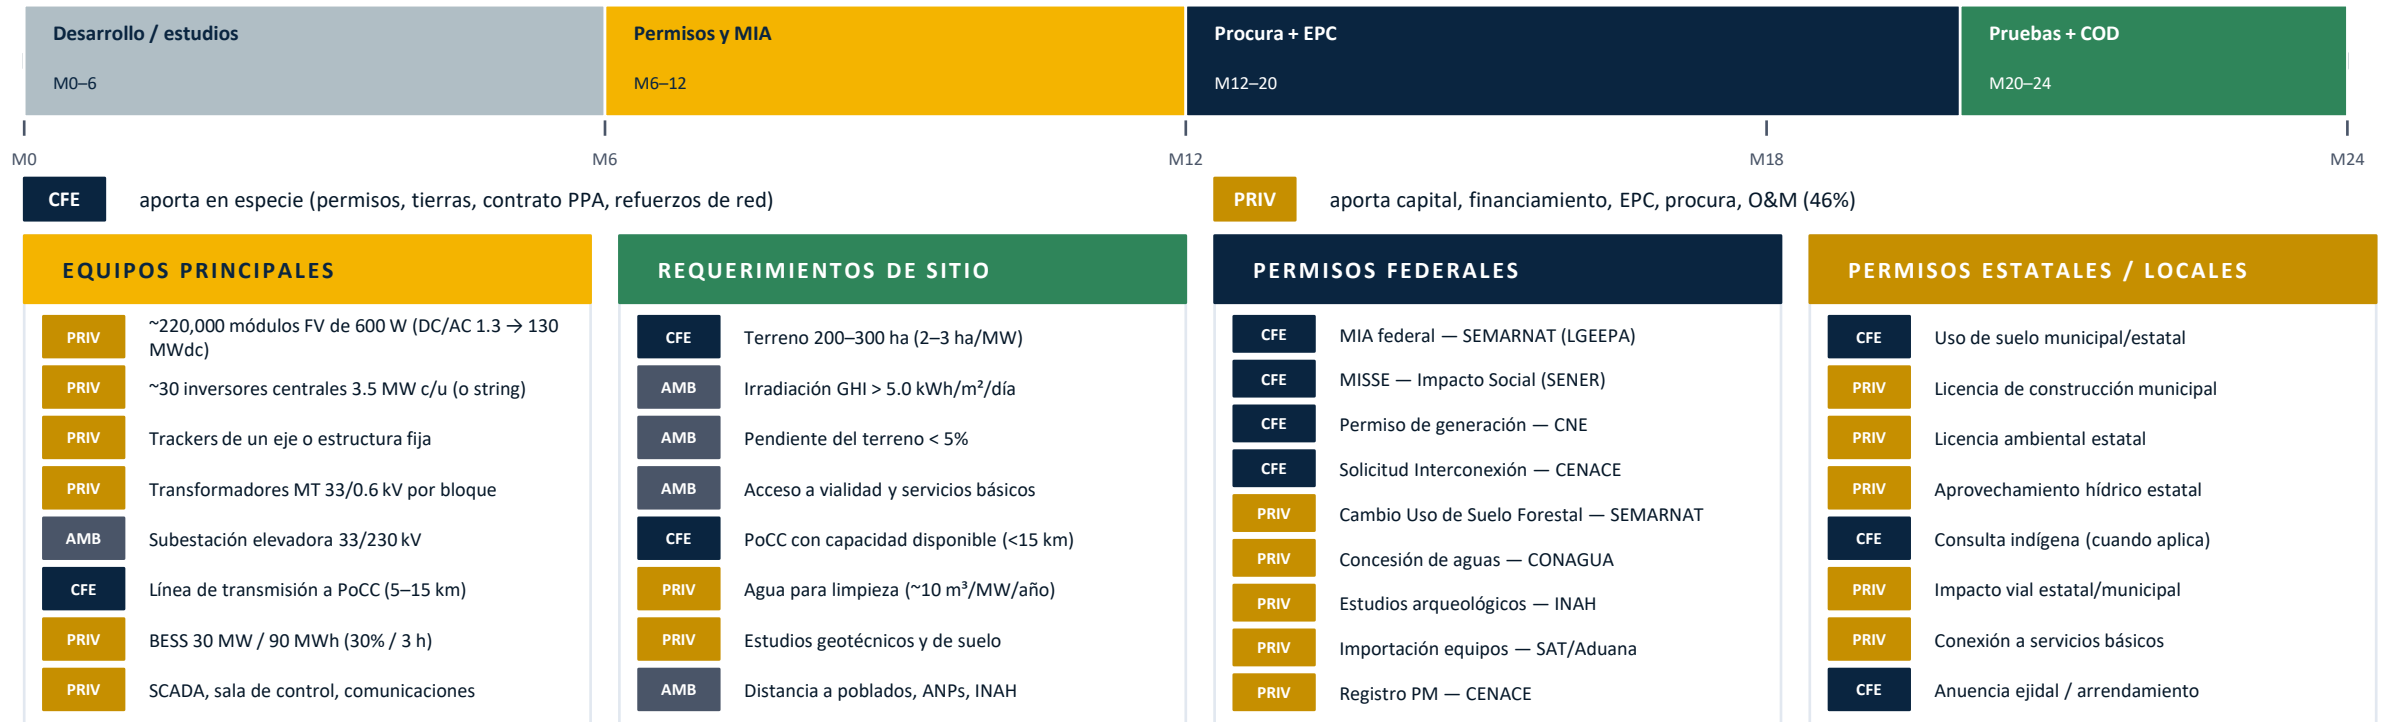 Desarrollo / estudios
M0–6
Permisos y MIA
M6–12
Procura + EPC
M12–20
Pruebas + COD
M20–24
M0
M6
M12
M18
M24
CFE
aporta en especie (permisos, tierras, contrato PPA, refuerzos de red)
PRIV
aporta capital, financiamiento, EPC, procura, O&M (46%)
EQUIPOS PRINCIPALES
PRIV
~220,000 módulos FV de 600 W (DC/AC 1.3 → 130
MWdc)
PRIV
~30 inversores centrales 3.5 MW c/u (o string)
PRIV
Trackers de un eje o estructura fija
PRIV
Transformadores MT 33/0.6 kV por bloque
AMB
Subestación elevadora 33/230 kV
CFE
Línea de transmisión a PoCC (5–15 km)
PRIV
BESS 30 MW / 90 MWh (30% / 3 h)
PRIV
SCADA, sala de control, comunicaciones
REQUERIMIENTOS DE SITIO
CFE
Terreno 200–300 ha (2–3 ha/MW)
AMB
Irradiación GHI > 5.0 kWh/m²/día
AMB
Pendiente del terreno < 5%
AMB
Acceso a vialidad y servicios básicos
CFE
PoCC con capacidad disponible (<15 km)
PRIV
Agua para limpieza (~10 m³/MW/año)
PRIV
Estudios geotécnicos y de suelo
AMB
Distancia a poblados, ANPs, INAH
PERMISOS FEDERALES
CFE
MIA federal — SEMARNAT (LGEEPA)
CFE
MISSE — Impacto Social (SENER)
CFE
Permiso de generación — CNE
CFE
Solicitud Interconexión — CENACE
PRIV
Cambio Uso de Suelo Forestal — SEMARNAT
PRIV
Concesión de aguas — CONAGUA
PRIV
Estudios arqueológicos — INAH
PRIV
Importación equipos — SAT/Aduana
PRIV
Registro PM — CENACE
PERMISOS ESTATALES / LOCALES
CFE
Uso de suelo municipal/estatal
PRIV
Licencia de construcción municipal
PRIV
Licencia ambiental estatal
PRIV
Aprovechamiento hídrico estatal
CFE
Consulta indígena (cuando aplica)
PRIV
Impacto vial estatal/municipal
PRIV
Conexión a servicios básicos
CFE
Anuencia ejidal / arrendamiento